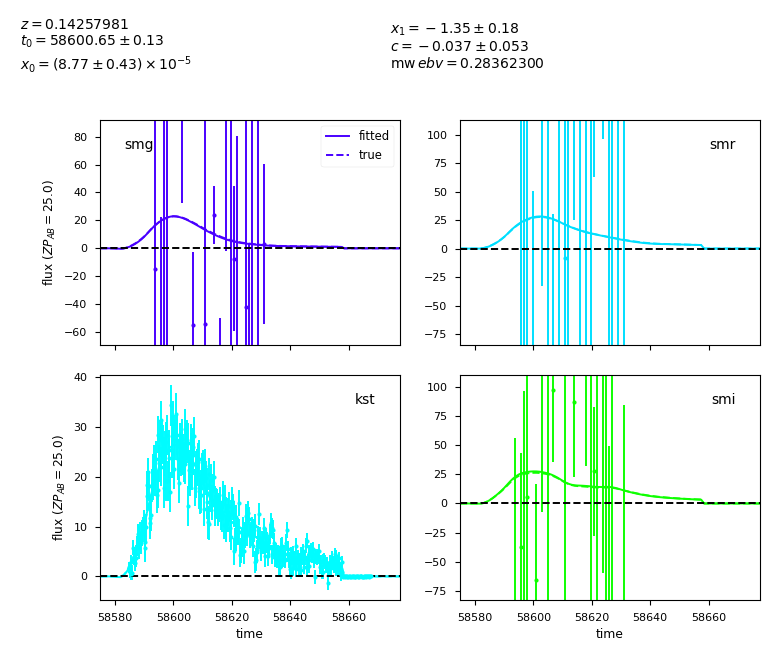 z = 0.14257981
t₀ = 58600.65 ± 0.13
x₀ = (8.77 ± 0.43) × 10⁻⁵
x₁ = −1.35 ± 0.18
c = −0.037 ± 0.053
mw ebv = 0.28362300
smg
fitted
true
80
60
40
20
0
−20
−40
−60
flux (ZP_AB = 25.0)
smr
100
75
50
25
0
−25
−50
−75
kst
40
30
20
10
0
flux (ZP_AB = 25.0)
58580 58600 58620 58640 58660
time
smi
100
75
50
25
0
−25
−50
−75
58580 58600 58620 58640 58660
time